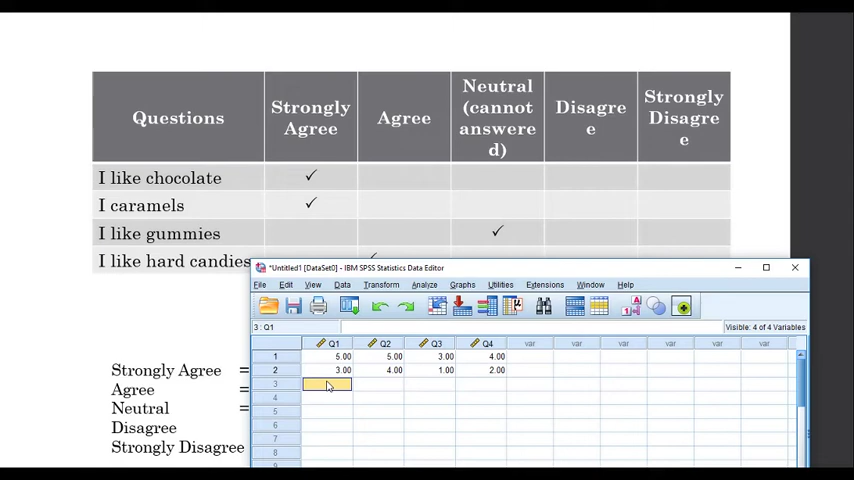 Questions
Strongly
Agree
Agree
Neutral
(cannot
answere
d)
Disagre
e
Strongly
Disagre
e
I like chocolate ✓
I caramels ✓
I like gummies ✓
I like hard candies
*Untitled1 [DataSet0] - IBM SPSS Statistics Data Editor
File Edit View Data Transform Analyze Graphs Utilities Extensions Window Help
3 : Q1 Visible: 4 of 4 Variables
Q1 Q2 Q3 Q4 var var var var var var
1 5.00 5.00 3.00 4.00
2 3.00 4.00 1.00 2.00
3
4
5
6
7
8
9
Strongly Agree =
Agree =
Neutral =
Disagree
Strongly Disagree